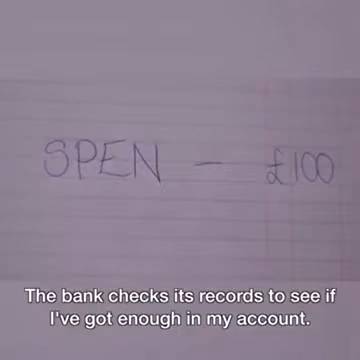 SPEN - £100
The bank checks its records to see if
I've got enough in my account.